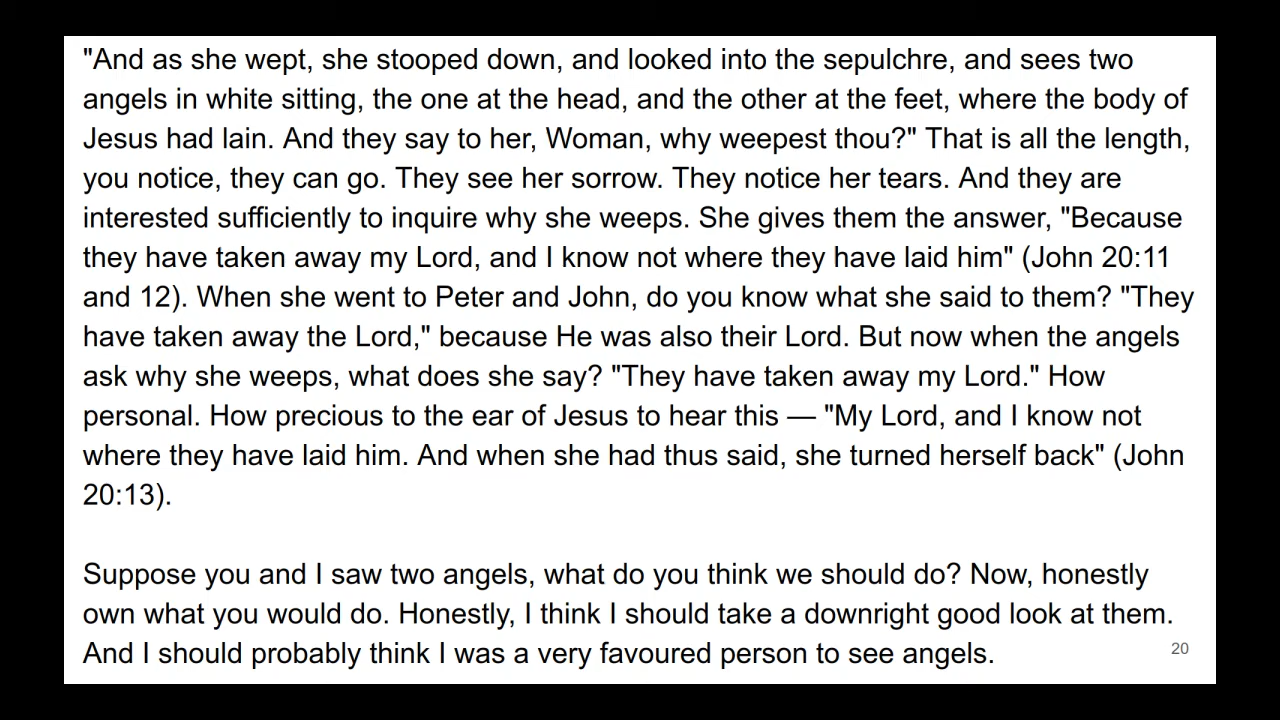 "And as she wept, she stooped down, and looked into the sepulchre, and sees two
angels in white sitting, the one at the head, and the other at the feet, where the body of
Jesus had lain. And they say to her, Woman, why weepest thou?" That is all the length,
you notice, they can go. They see her sorrow. They notice her tears. And they are
interested sufficiently to inquire why she weeps. She gives them the answer, "Because
they have taken away my Lord, and I know not where they have laid him" (John 20:11
and 12). When she went to Peter and John, do you know what she said to them? "They
have taken away the Lord," because He was also their Lord. But now when the angels
ask why she weeps, what does she say? "They have taken away my Lord." How
personal. How precious to the ear of Jesus to hear this — "My Lord, and I know not
where they have laid him. And when she had thus said, she turned herself back" (John
20:13).
Suppose you and I saw two angels, what do you think we should do? Now, honestly
own what you would do. Honestly, I think I should take a downright good look at them.
And I should probably think I was a very favoured person to see angels.
20